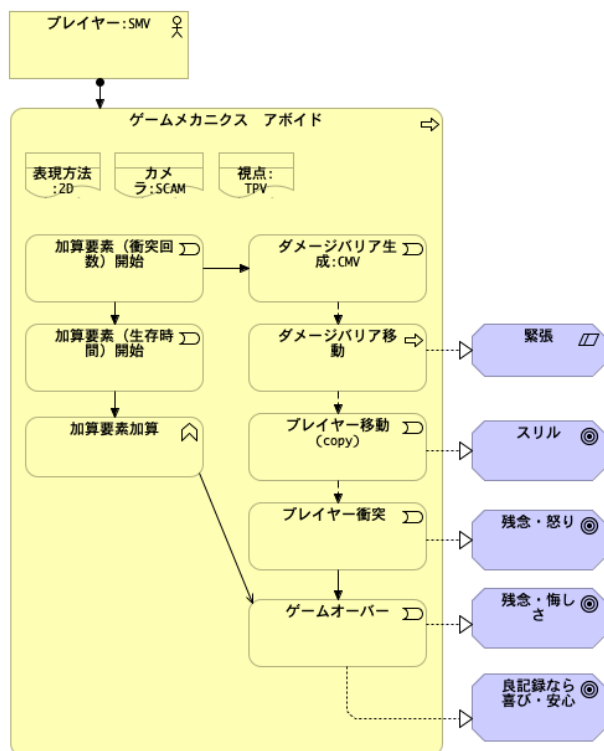 プレイヤー:SMV
ゲームメカニクス　アボイド
表現方法
:2D
カメ
ラ:SCAM
視点:
TPV
加算要素（衝突回
数）開始
ダメージバリア生
成:CMV
加算要素（生存時
間）開始
ダメージバリア移
動
緊張
加算要素加算
プレイヤー移動
(copy)
スリル
プレイヤー衝突
残念・怒り
ゲームオーバー
残念・悔し
さ
良記録なら
喜び・安心